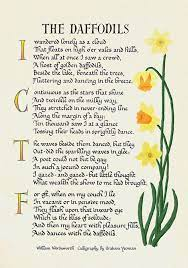 THE DAFFODILS
I wandered lonely as a cloud
That floats on high o'er vales and hills,
When all at once I saw a crowd,
A host of golden daffodils,
Beside the lake, beneath the trees,
Fluttering and dancing in the breeze.
Continuous as the stars that shine
And twinkle on the milky way,
They stretched in never-ending line
Along the margin of a bay:
Ten thousand saw I at a glance
Tossing their heads in sprightly dance.
The waves beside them danced, but they
Out-did the sparkling waves in glee:
A poet could not but be gay
In such a jocund company:
I gazed - and gazed - but little thought
What wealth the show to me had brought.
For oft, when on my couch I lie
In vacant or in pensive mood,
They flash upon that inward eye
Which is the bliss of solitude;
And then my heart with pleasure fills
And dances with the daffodils.
William Wordsworth Calligraphy by Graham